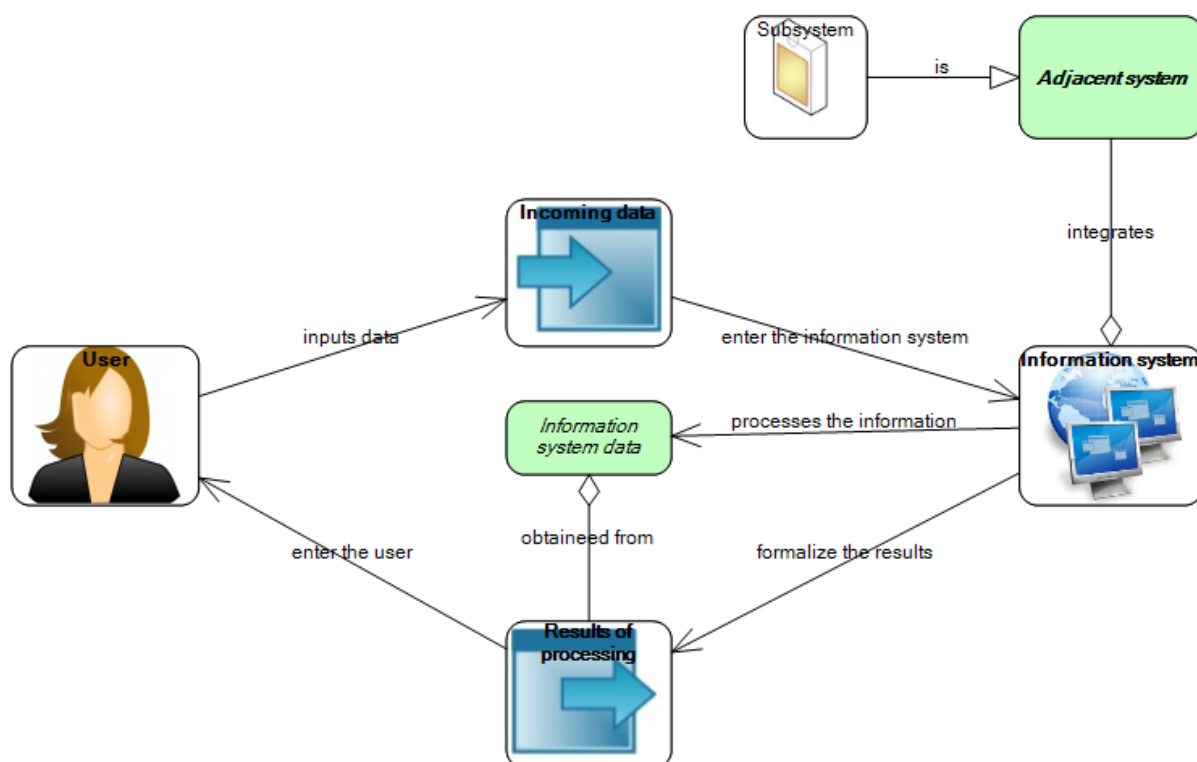 Subsystem
is
Adjacent system
integrates
Incoming data
inputs data
enter the information system
User
Information system
processes the information
Information
system data
obtaineed from
enter the user
formalize the results
Results of
processing